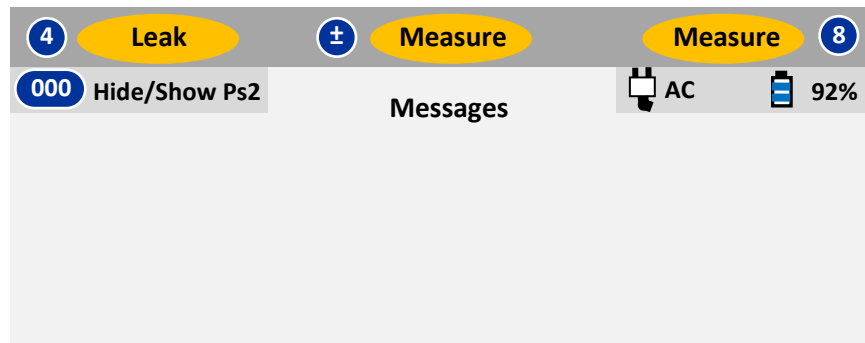 4 Leak ± Measure Measure 8
000 Hide/Show Ps2 Messages AC 92%